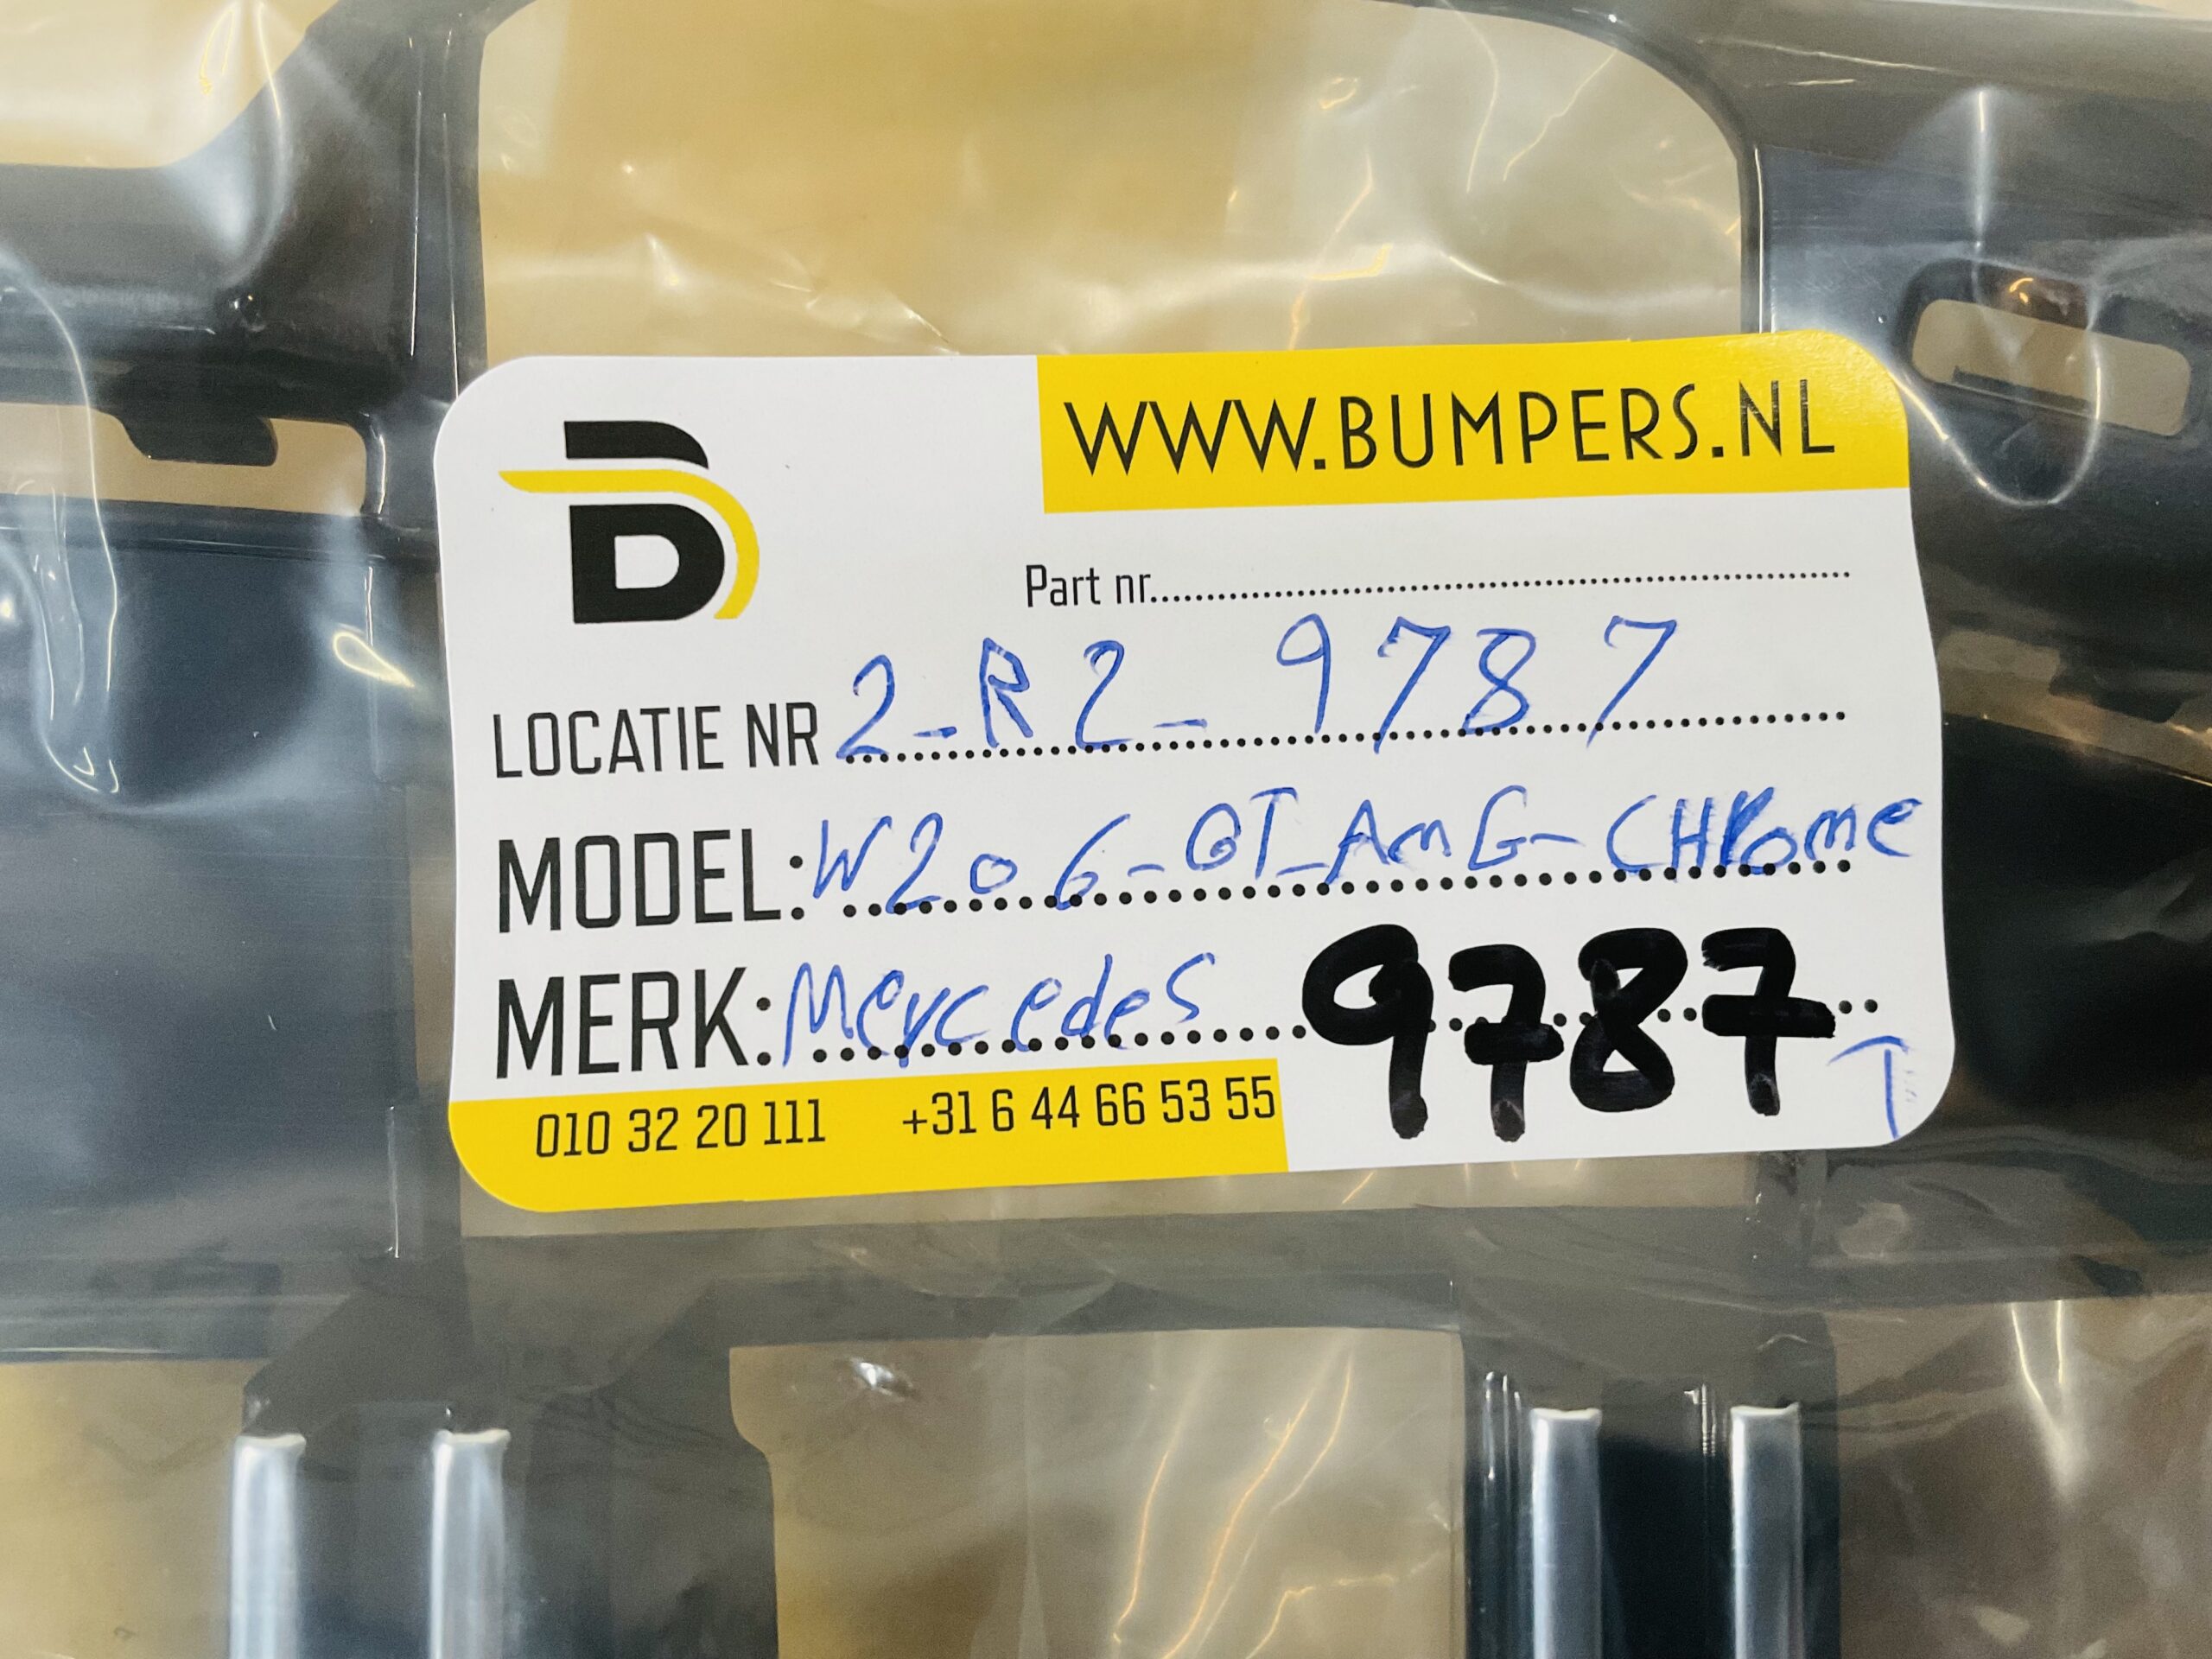 WWW.BUMPERS.NL
Part nr.
LOCATIE NR 2-R2-9787
MODEL: W206-GT-AMG-CHRome
MERK: Mercedes 9787
T
010 32 20 111 +31 6 44 66 53 55